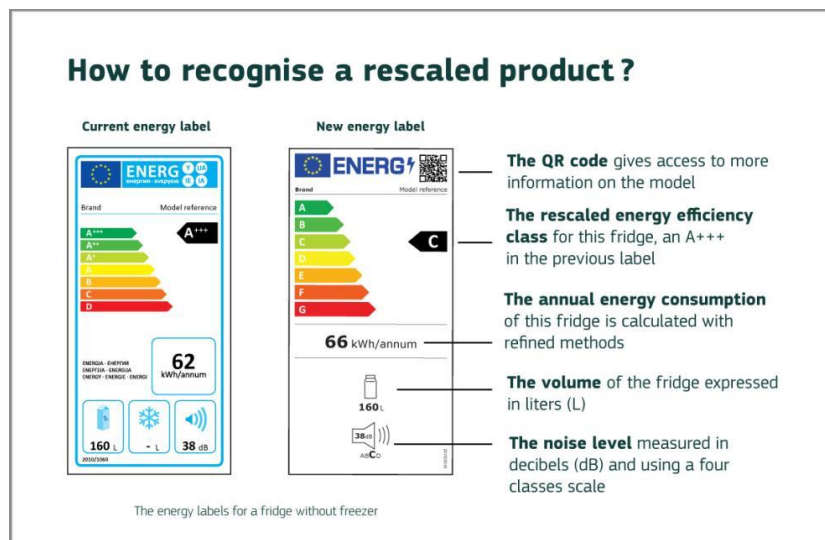 How to recognise a rescaled product ?
Current energy label
ENERG
енергия · ενεργεια
Y
UA
IE
IA
Brand
Model reference
A+++
A++
A+
A
B
C
D
A+++
ENERGIA · ЕНЕРГИЯ
ΕΝΕΡΓΕΙΑ · ENERGIJA
ENERGY · ENERGIE · ENERGI
62
kWh/annum
160 L
- L
38 dB
2010/1060
New energy label
ENERG
Brand
Model reference
A
B
C
D
E
F
G
C
66 kWh/annum
160 L
38dB
ABCD
The QR code gives access to more
information on the model
The rescaled energy efficiency
class for this fridge, an A+++
in the previous label
The annual energy consumption
of this fridge is calculated with
refined methods
The volume of the fridge expressed
in liters (L)
The noise level measured in
decibels (dB) and using a four
classes scale
The energy labels for a fridge without freezer